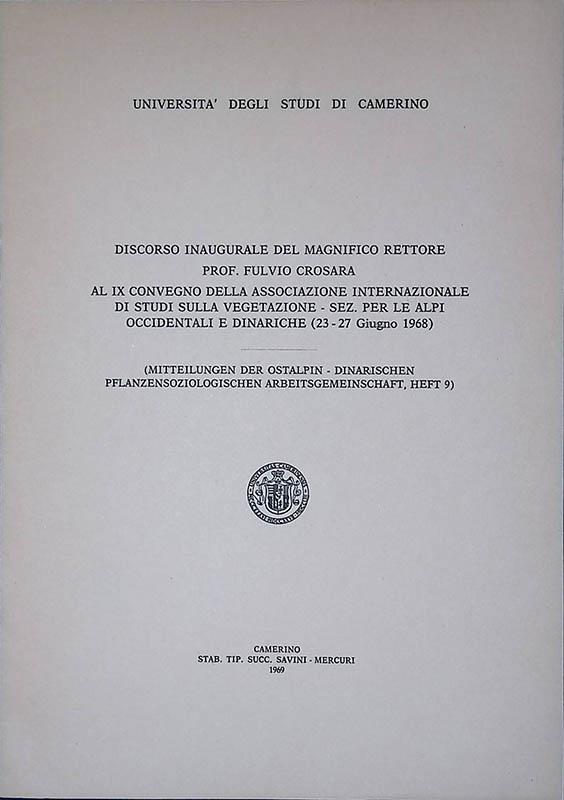 UNIVERSITA' DEGLI STUDI DI CAMERINO
DISCORSO INAUGURALE DEL MAGNIFICO RETTORE
PROF. FULVIO CROSARA
AL IX CONVEGNO DELLA ASSOCIAZIONE INTERNAZIONALE
DI STUDI SULLA VEGETAZIONE - SEZ. PER LE ALPI
OCCIDENTALI E DINARICHE (23 - 27 Giugno 1968)
(MITTEILUNGEN DER OSTALPIN - DINARISCHEN
PFLANZENSOZIOLOGISCHEN ARBEITSGEMEINSCHAFT, HEFT 9)
CAMERINO
STAB. TIP. SUCC. SAVINI - MERCURI
1969